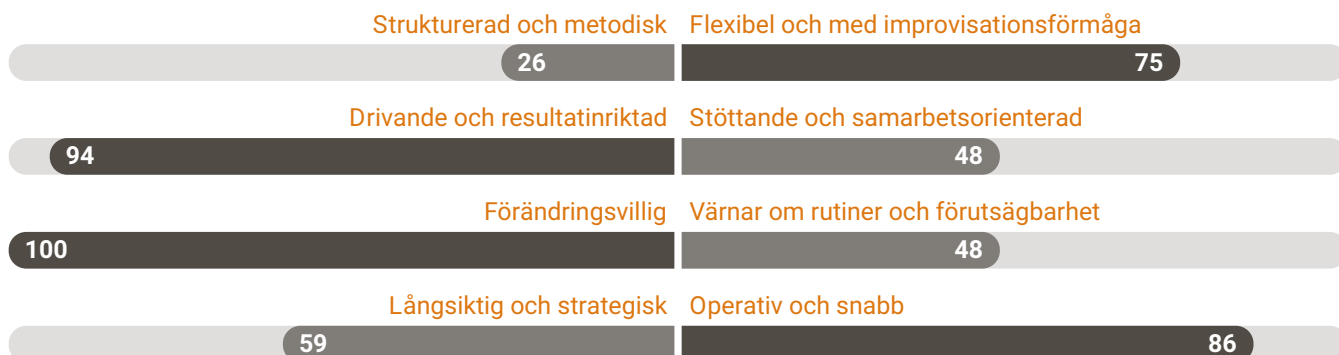 Strukturerad och metodisk Flexibel och med improvisationsförmåga
26 75
Drivande och resultatinriktad Stöttande och samarbetsorienterad
94 48
Förändringsvillig Värnar om rutiner och förutsägbarhet
100 48
Långsiktig och strategisk Operativ och snabb
59 86